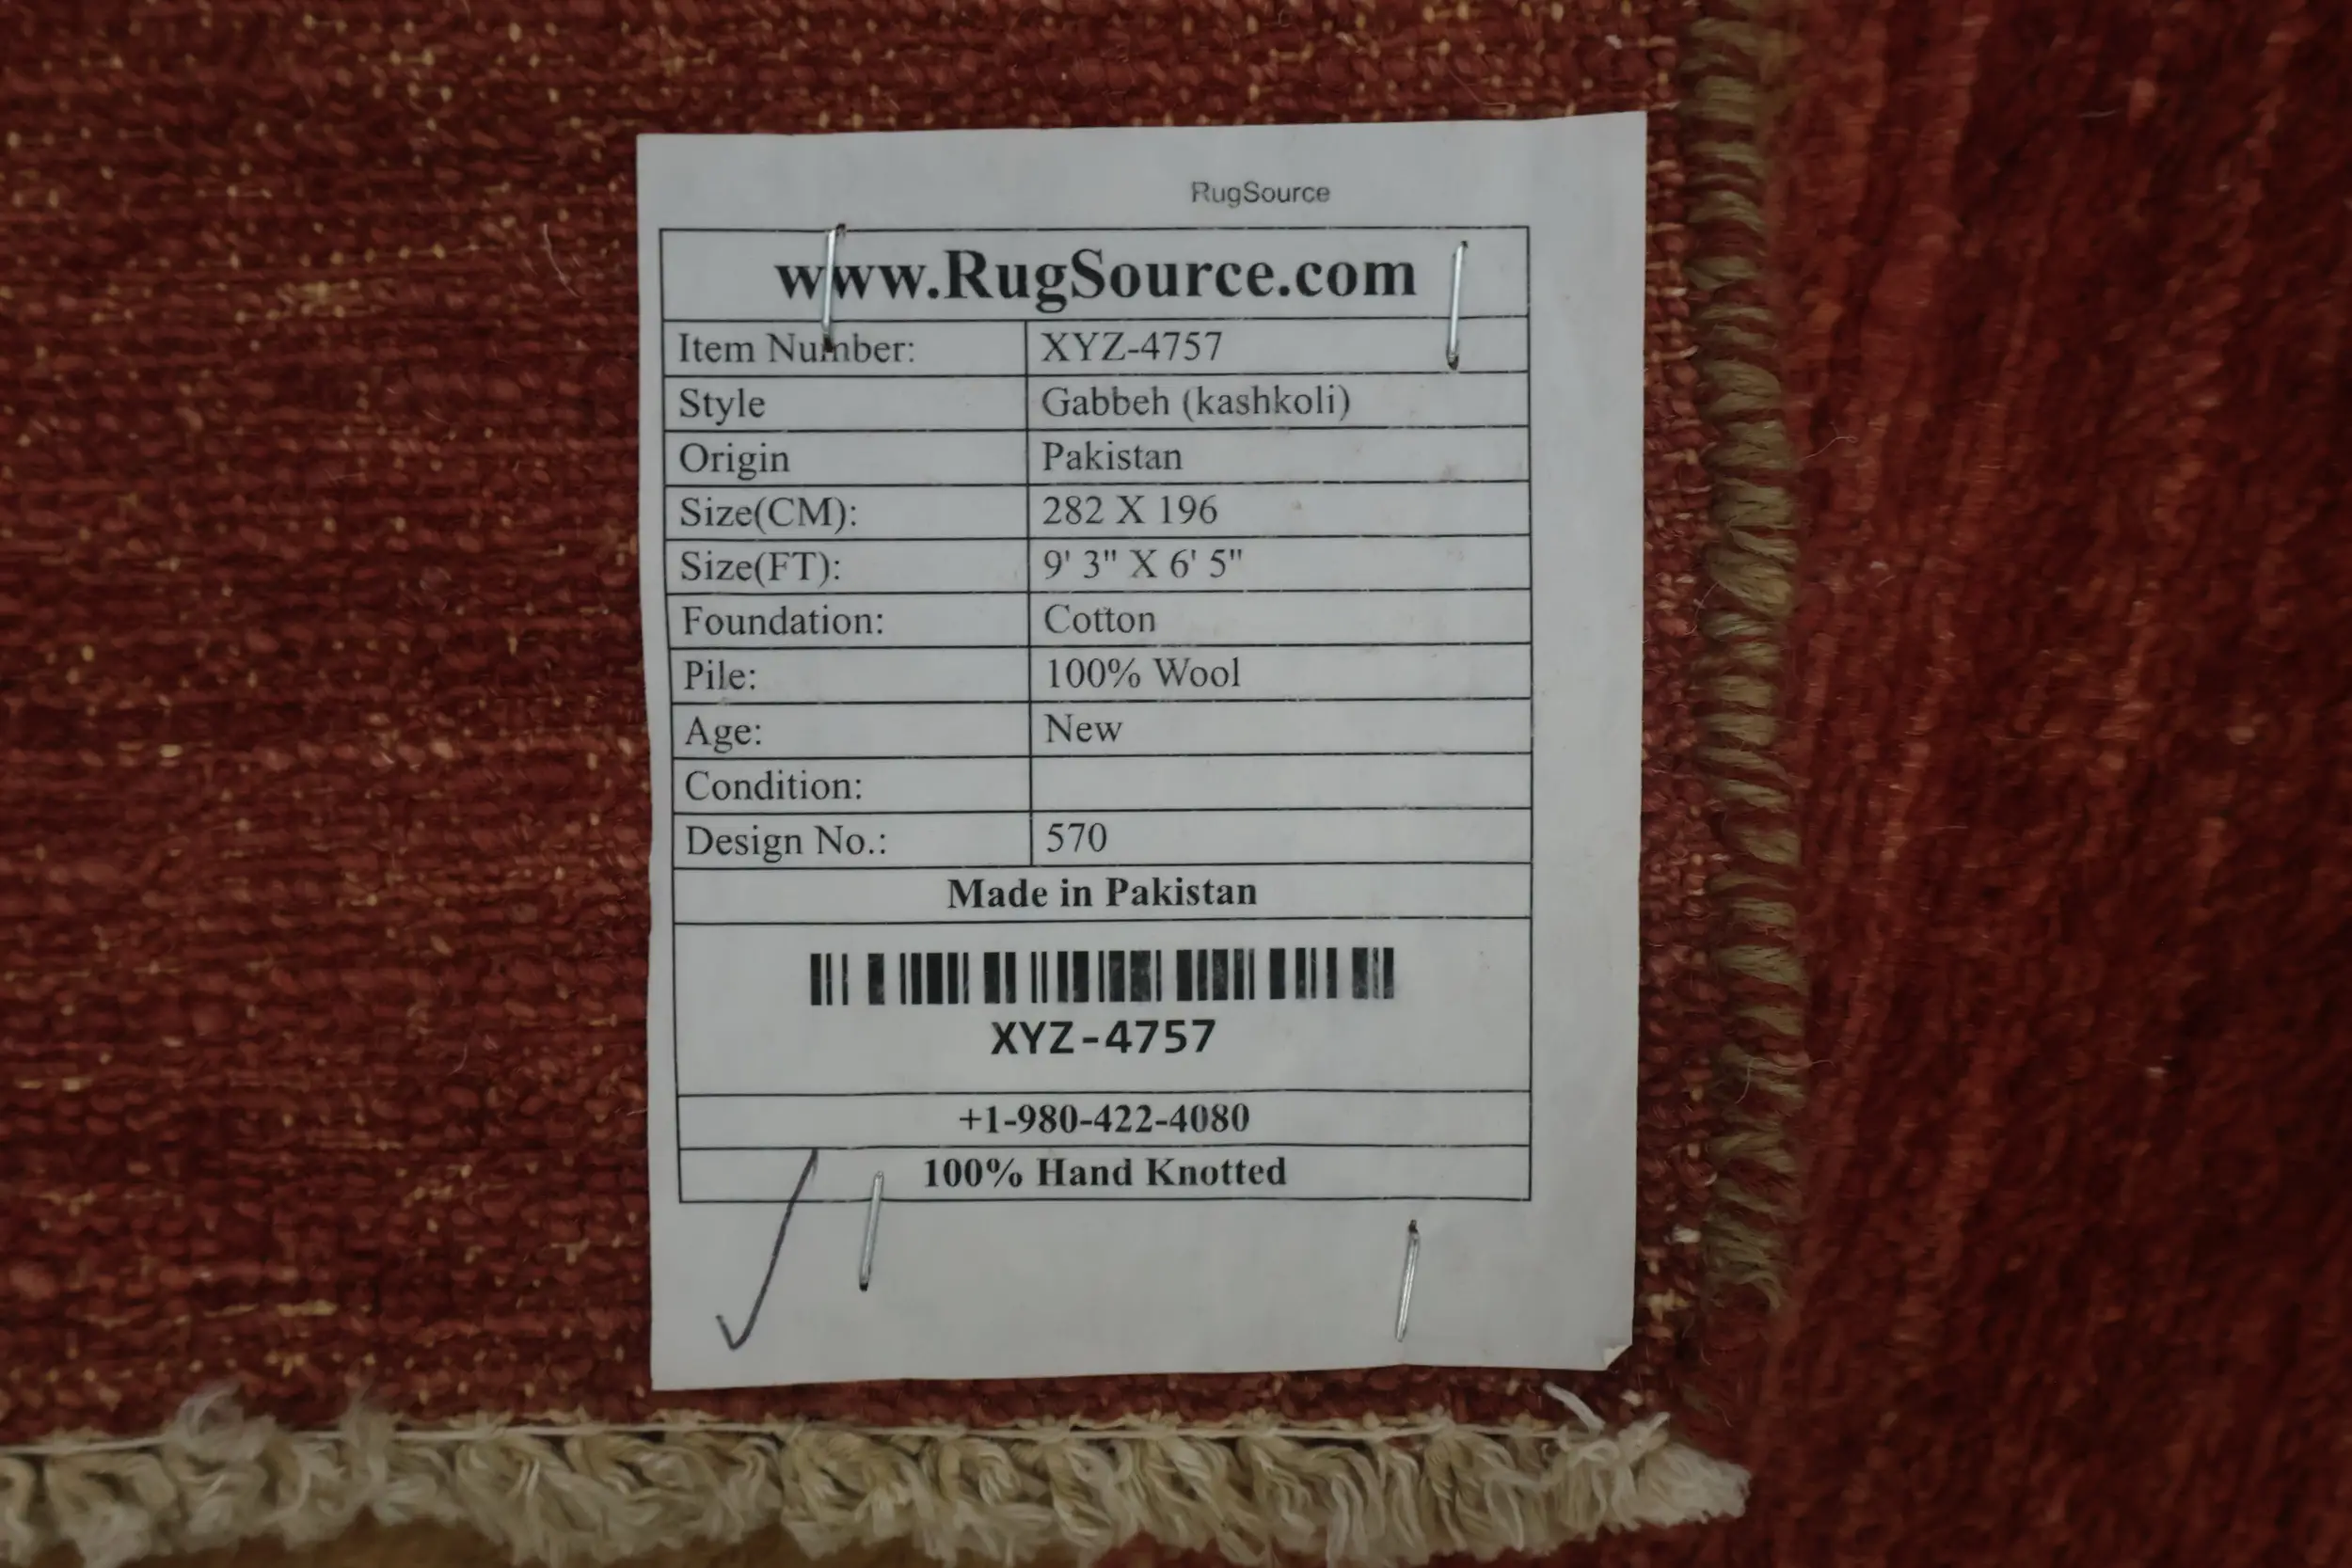 RugSource
www.RugSource.com
Item Number: XYZ-4757
Style Gabbeh (kashkoli)
Origin Pakistan
Size(CM): 282 X 196
Size(FT): 9' 3" X 6' 5"
Foundation: Cotton
Pile: 100% Wool
Age: New
Condition:
Design No.: 570
Made in Pakistan
XYZ-4757
+1-980-422-4080
100% Hand Knotted